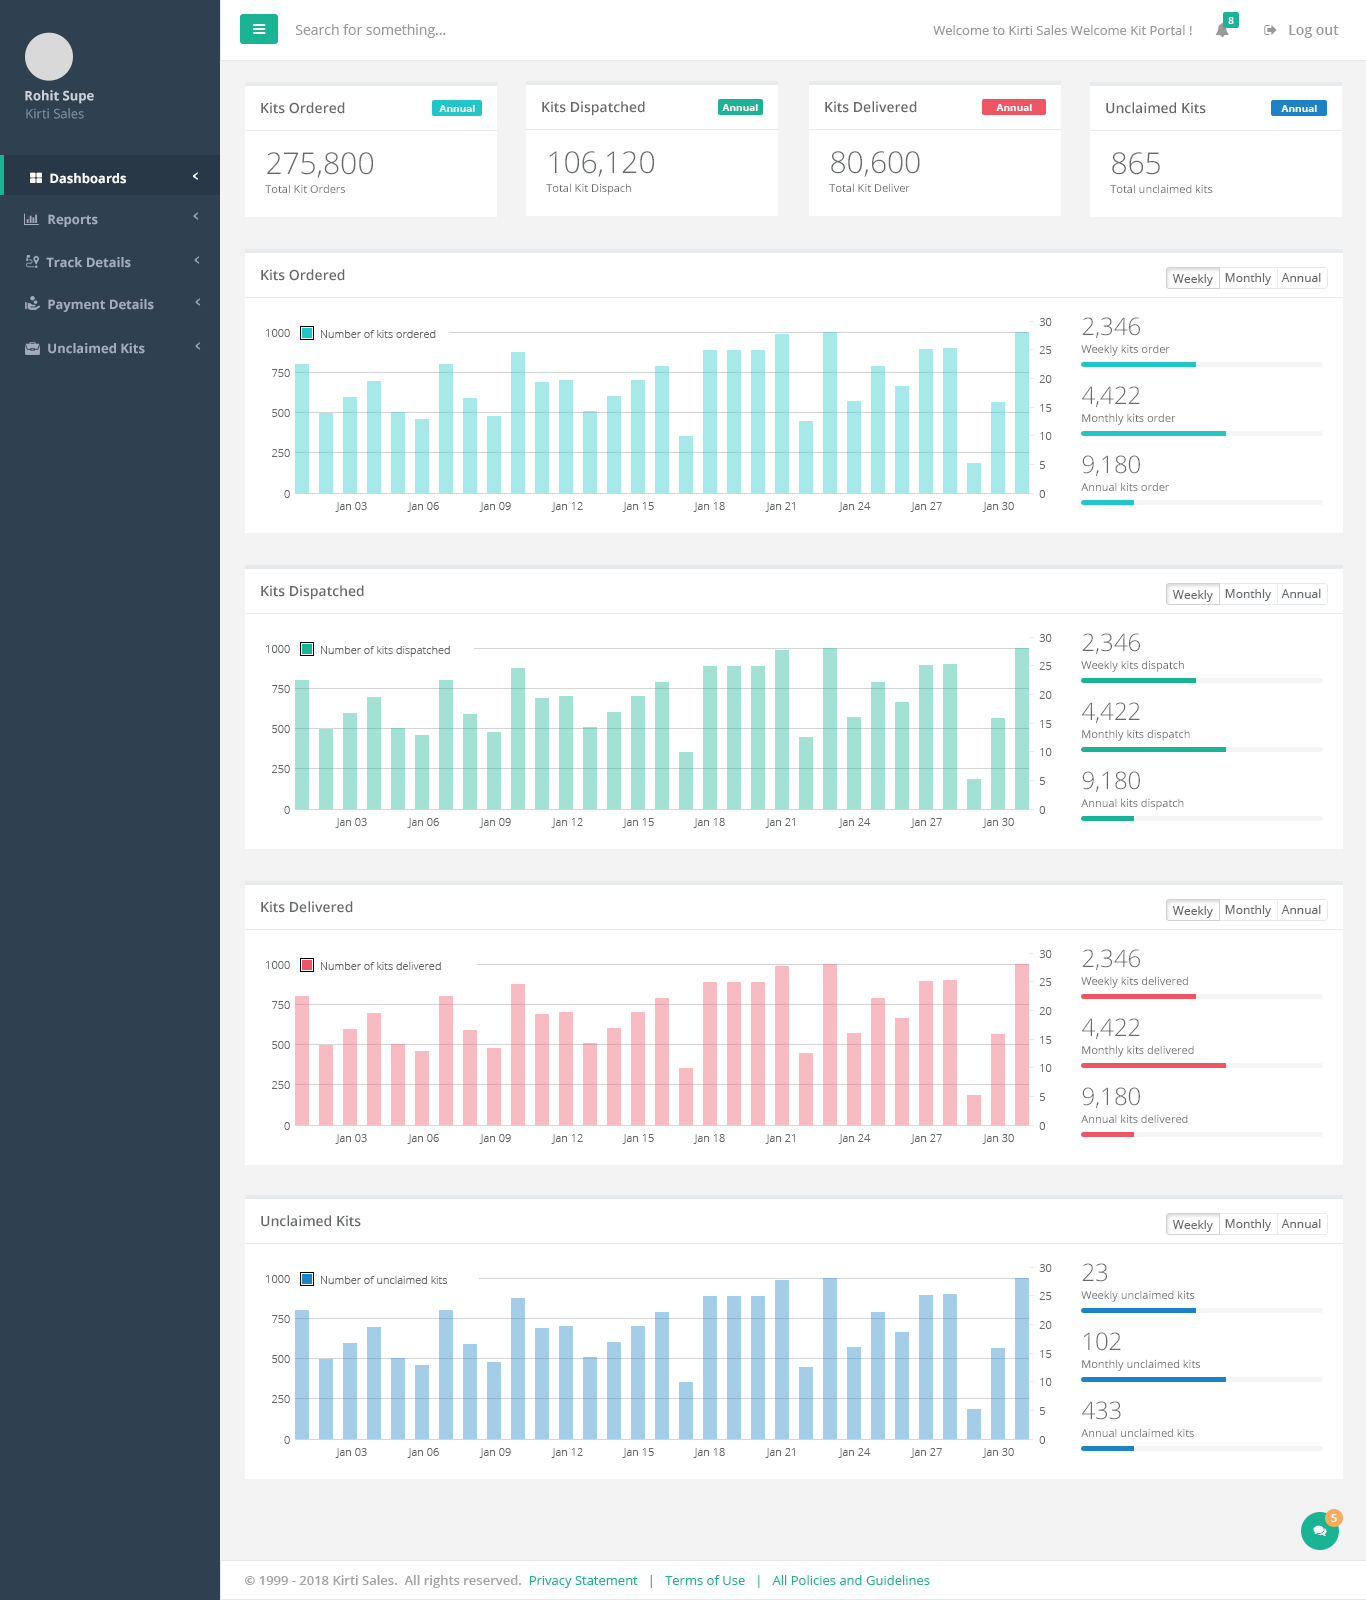 Rohit Supe
Kirti Sales
Dashboards
Reports
Track Details
Payment Details
Unclaimed Kits
Search for something...
Welcome to Kirti Sales Welcome Kit Portal !
8
Log out
Kits Ordered Annual
275,800
Total Kit Orders
Kits Dispatched Annual
106,120
Total Kit Dispach
Kits Delivered Annual
80,600
Total Kit Deliver
Unclaimed Kits Annual
865
Total unclaimed kits
Kits Ordered
Weekly Monthly Annual
Number of kits ordered
1000
750
500
250
0
30
25
20
15
10
5
0
Jan 03 Jan 06 Jan 09 Jan 12 Jan 15 Jan 18 Jan 21 Jan 24 Jan 27 Jan 30
2,346
Weekly kits order
4,422
Monthly kits order
9,180
Annual kits order
Kits Dispatched
Weekly Monthly Annual
Number of kits dispatched
1000
750
500
250
0
30
25
20
15
10
5
0
Jan 03 Jan 06 Jan 09 Jan 12 Jan 15 Jan 18 Jan 21 Jan 24 Jan 27 Jan 30
2,346
Weekly kits dispatch
4,422
Monthly kits dispatch
9,180
Annual kits dispatch
Kits Delivered
Weekly Monthly Annual
Number of kits delivered
1000
750
500
250
0
30
25
20
15
10
5
0
Jan 03 Jan 06 Jan 09 Jan 12 Jan 15 Jan 18 Jan 21 Jan 24 Jan 27 Jan 30
2,346
Weekly kits delivered
4,422
Monthly kits delivered
9,180
Annual kits delivered
Unclaimed Kits
Weekly Monthly Annual
Number of unclaimed kits
1000
750
500
250
0
30
25
20
15
10
5
0
Jan 03 Jan 06 Jan 09 Jan 12 Jan 15 Jan 18 Jan 21 Jan 24 Jan 27 Jan 30
23
Weekly unclaimed kits
102
Monthly unclaimed kits
433
Annual unclaimed kits
5
© 1999 - 2018 Kirti Sales. All rights reserved. Privacy Statement | Terms of Use | All Policies and Guidelines